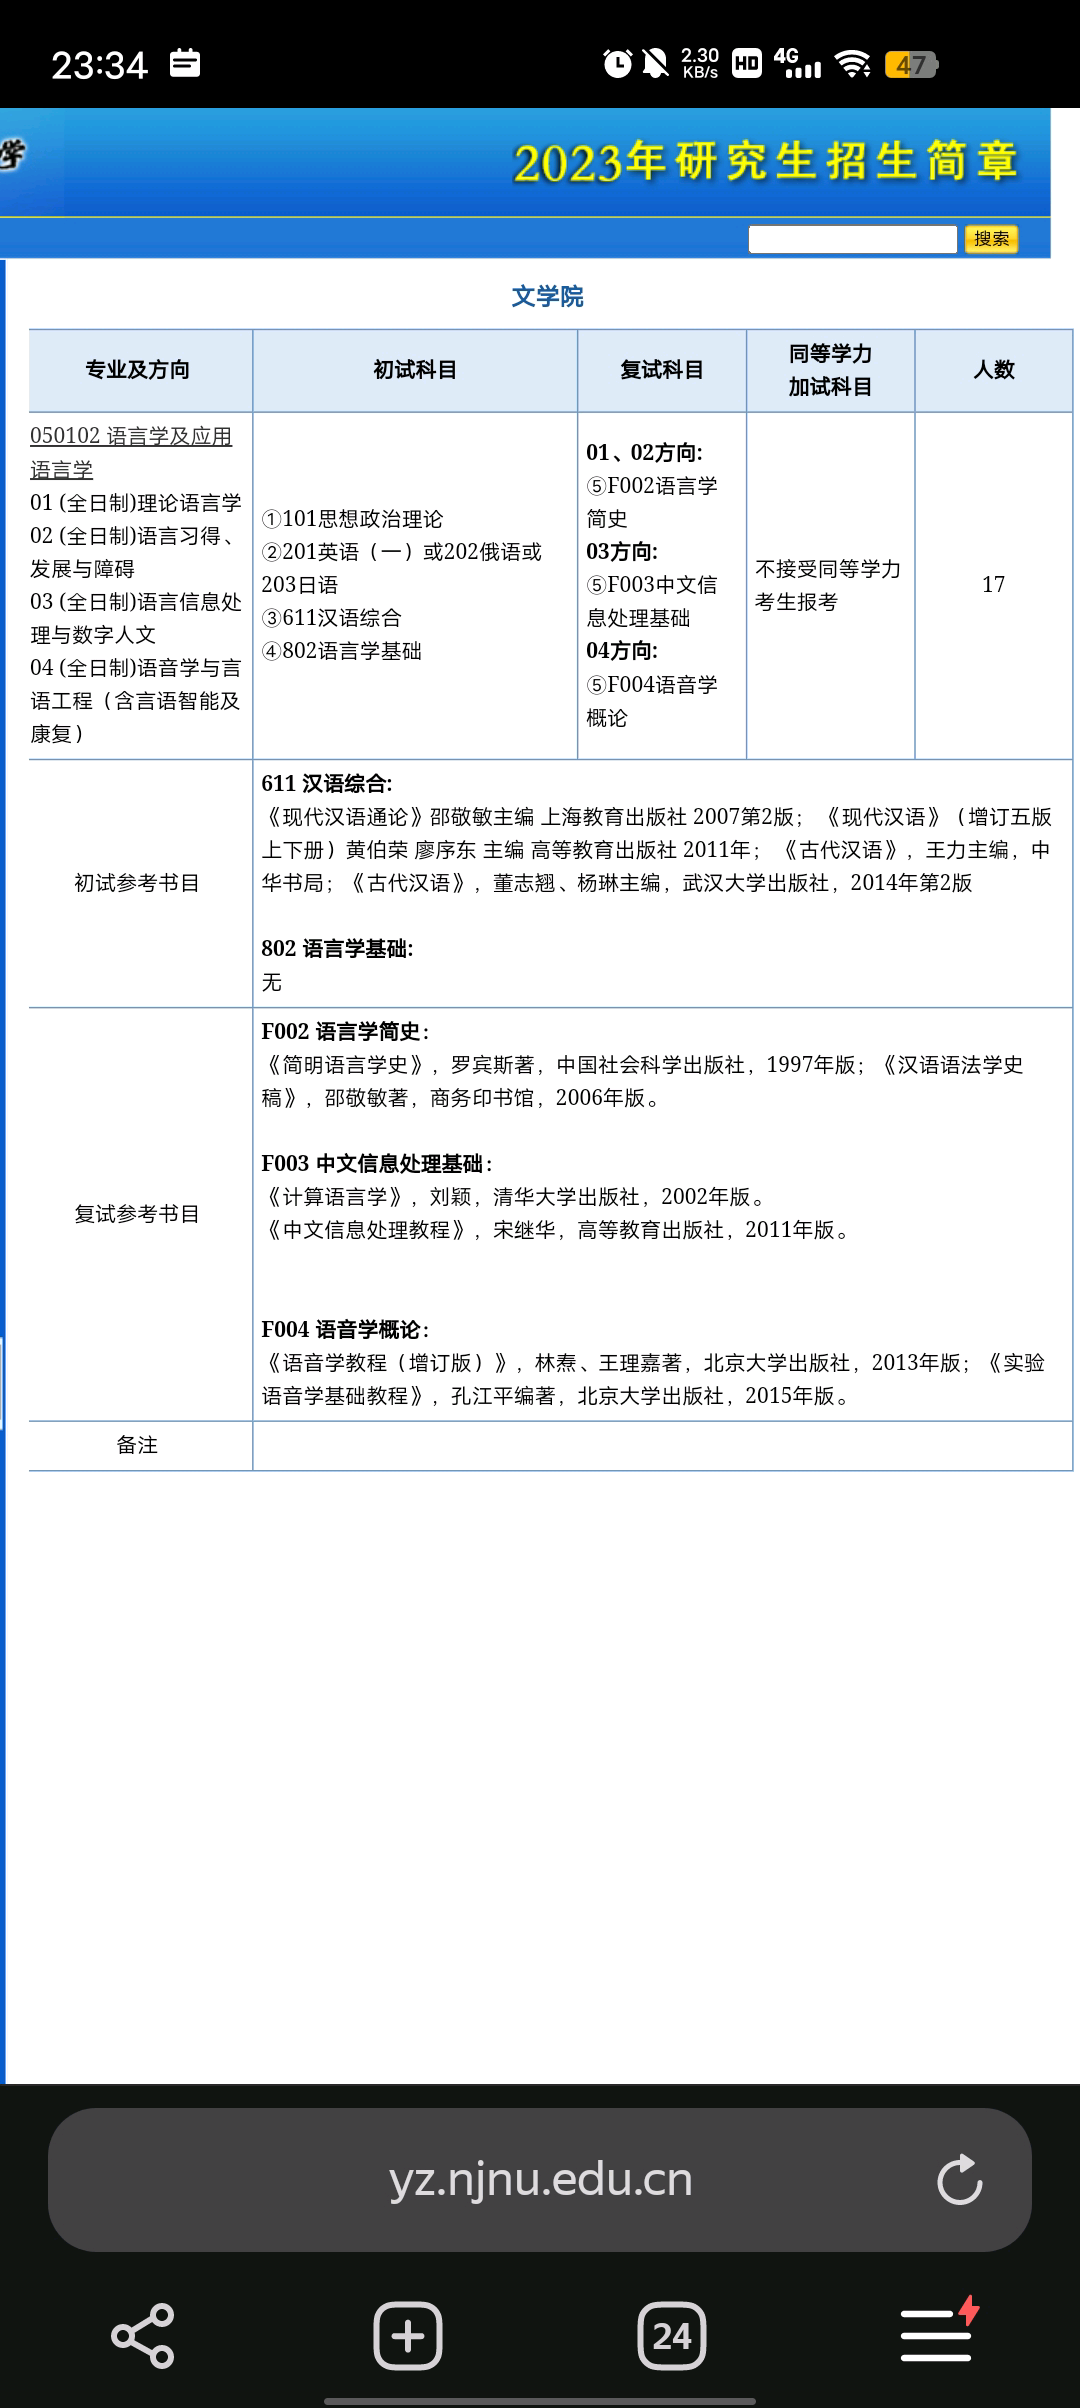 23:34
2.30
KB/s
HD
4G
47
学
2023年研究生招生简章
搜索
文学院
专业及方向
初试科目
复试科目
同等学力
加试科目
人数
050102 语言学及应用
语言学
01 (全日制)理论语言学
02 (全日制)语言习得、
发展与障碍
03 (全日制)语言信息处
理与数字人文
04 (全日制)语音学与言
语工程（含言语智能及
康复）
①101思想政治理论
②201英语（一）或202俄语或
203日语
③611汉语综合
④802语言学基础
01、02方向:
⑤F002语言学
简史
03方向:
⑤F003中文信
息处理基础
04方向:
⑤F004语音学
概论
不接受同等学力
考生报考
17
初试参考书目
611 汉语综合:
《现代汉语通论》邵敬敏主编 上海教育出版社 2007第2版； 《现代汉语》（增订五版
上下册）黄伯荣 廖序东 主编 高等教育出版社 2011年； 《古代汉语》，王力主编，中
华书局；《古代汉语》，董志翘、杨琳主编，武汉大学出版社，2014年第2版
802 语言学基础:
无
复试参考书目
F002 语言学简史：
《简明语言学史》，罗宾斯著，中国社会科学出版社，1997年版；《汉语语法学史
稿》，邵敬敏著，商务印书馆，2006年版。
F003 中文信息处理基础：
《计算语言学》，刘颖，清华大学出版社，2002年版。
《中文信息处理教程》，宋继华，高等教育出版社，2011年版。
F004 语音学概论：
《语音学教程（增订版）》，林焘、王理嘉著，北京大学出版社，2013年版；《实验
语音学基础教程》，孔江平编著，北京大学出版社，2015年版。
备注
yz.njnu.edu.cn
24